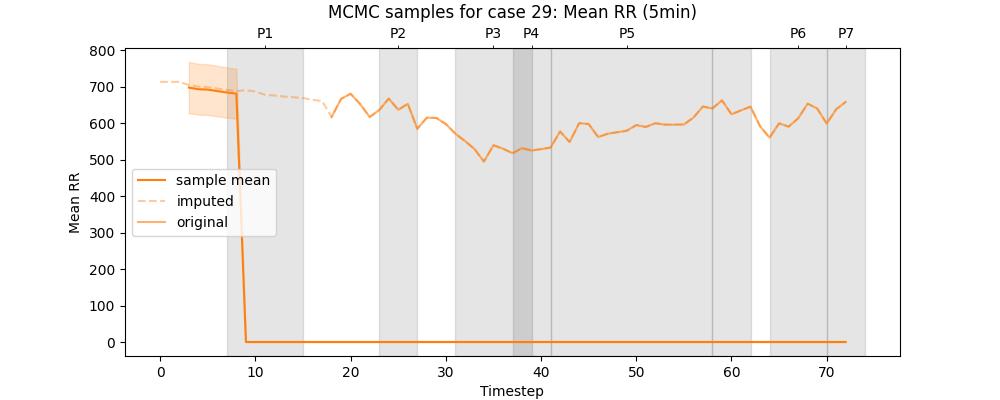 MCMC samples for case 29: Mean RR (5min)
P1 P2 P3 P4 P5 P6 P7
800
700
600
500
400
300
200
100
0
Mean RR
sample mean
imputed
original
0 10 20 30 40 50 60 70
Timestep